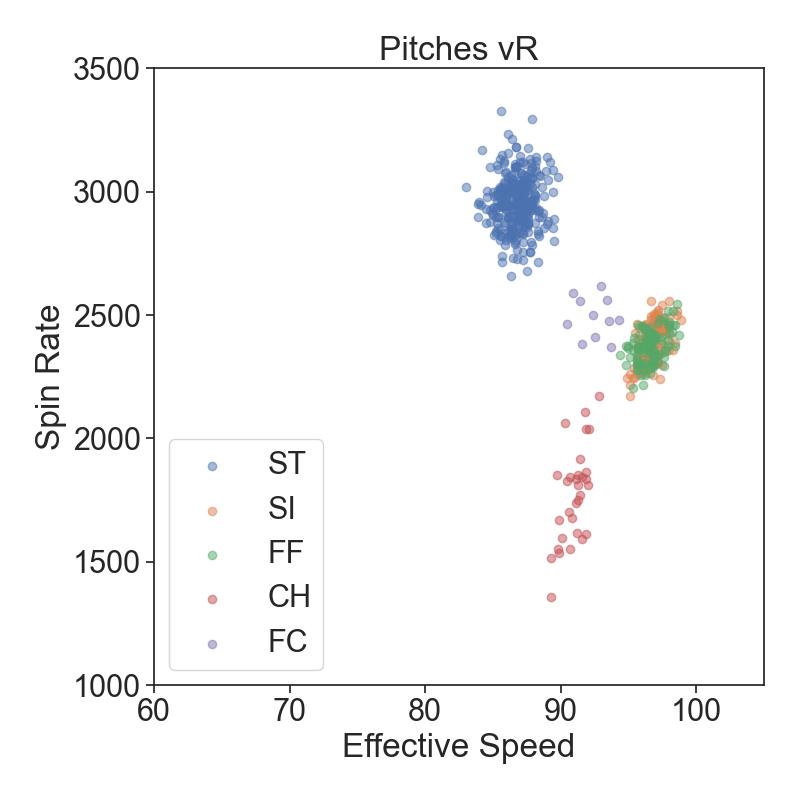 Pitches vR
3500
3000
2500
2000
1500
1000
Spin Rate
ST
SI
FF
CH
FC
60 70 80 90 100
Effective Speed